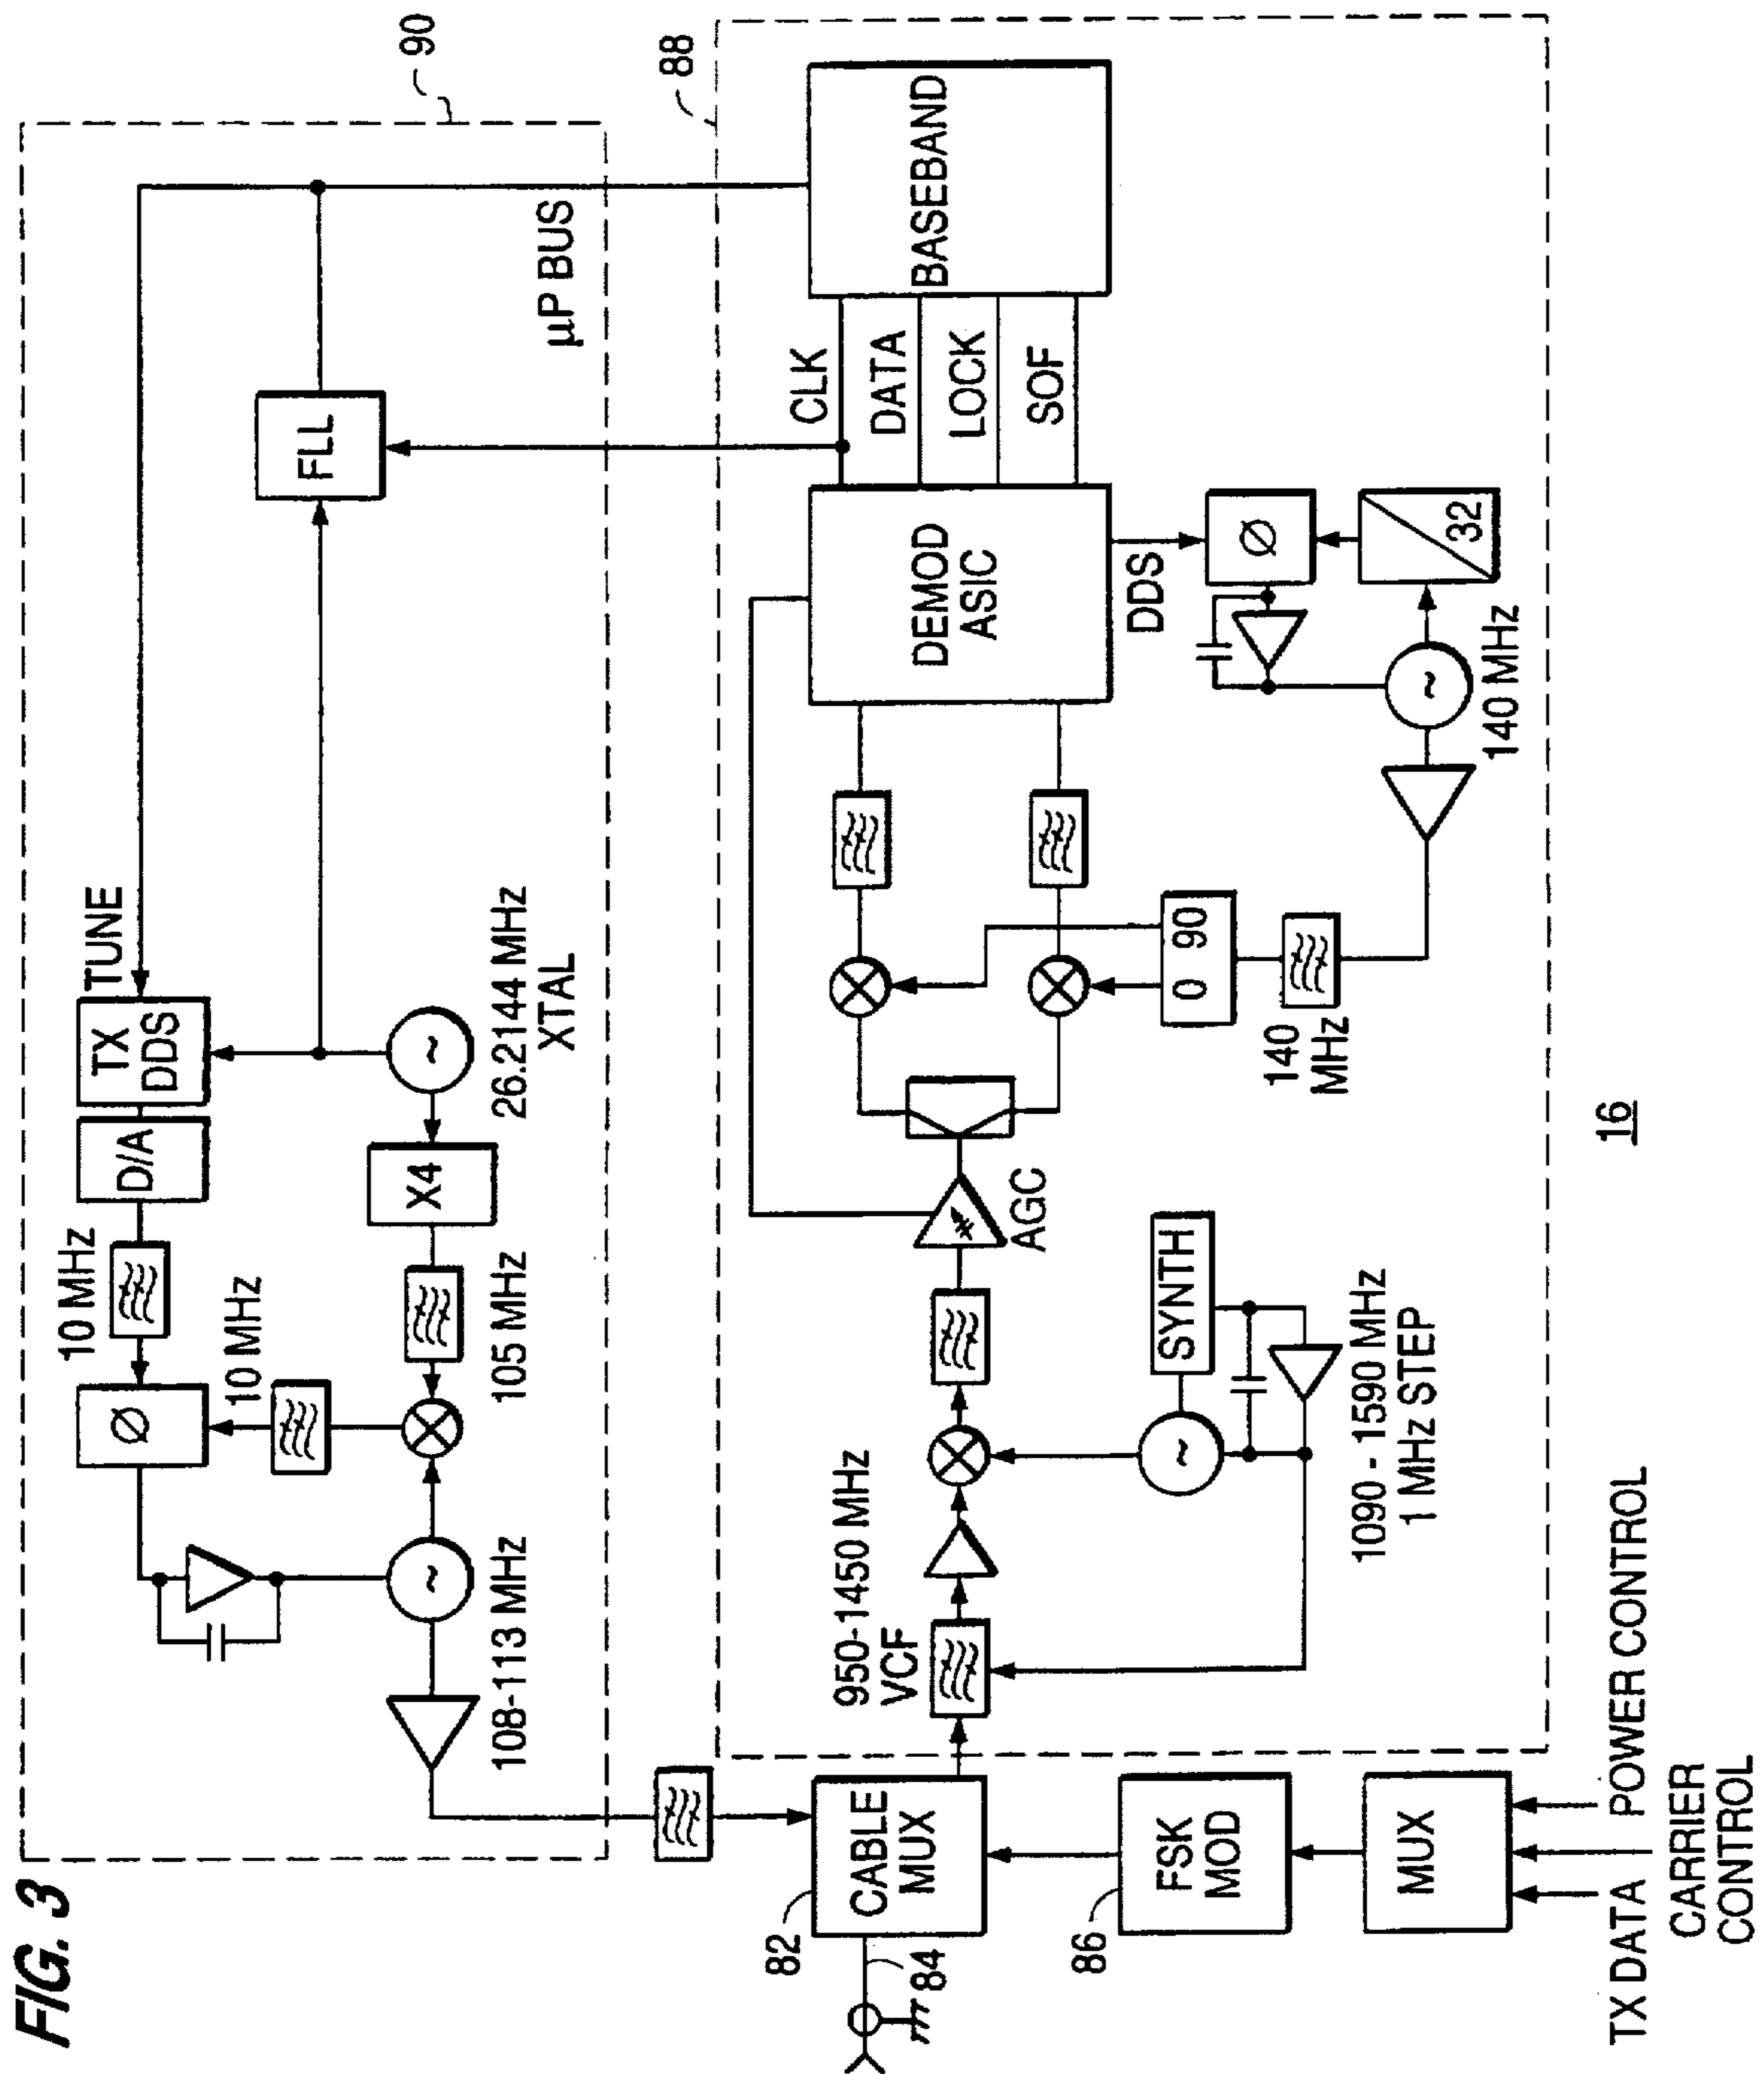 FIG. 3
90
10 MHz
D/A
TX
DDS
TUNE
Ø
10 MHz
X4
FLL
µP BUS
~
~
108-113 MHz
105 MHz
26.2144 MHz
XTAL
88
82
84
CABLE
MUX
950-1450 MHz
VCF
AGC
DEMOD
ASIC
CLK
DATA
LOCK
SOF
BASEBAND
86
FSK
MOD
MUX
SYNTH
~
1090 - 1590 MHz
1 MHz STEP
0 90
140
MHz
DDS
Ø
32
~
140 MHz
TX DATA
CARRIER
CONTROL
POWER CONTROL
16